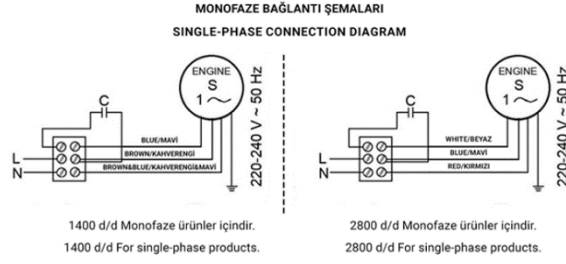 MONOFAZE BAĞLANTI ŞEMALARI
SINGLE-PHASE CONNECTION DIAGRAM
ENGINE
S
1
C
BLUE/MAVİ
BROWN/KAHVERENGİ
BROWN&BLUE/KAHVERENGİ&MAVİ
L
N
220-240 V ~ 50 Hz
1400 d/d Monofaze ürünler içindir.
1400 d/d For single-phase products.
ENGINE
S
1
C
WHITE/BEYAZ
BLUE/MAVİ
RED/KIRMIZI
L
N
220-240 V ~ 50 Hz
2800 d/d Monofaze ürünler içindir.
2800 d/d For single-phase products.